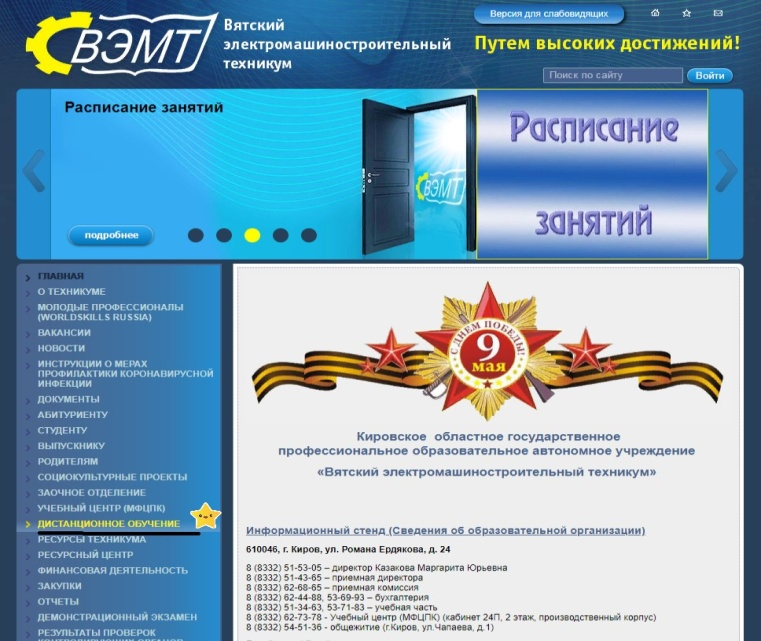 Версия для слабовидящих
ВЭМТ
Вятский
электромашиностроительный
техникум
Путем высоких достижений!
Поиск по сайту
Войти
Расписание занятий
ВЭМТ
Расписание
занятий
подробнее
ГЛАВНАЯ
О ТЕХНИКУМЕ
МОЛОДЫЕ ПРОФЕССИОНАЛЫ
(WORLDSKILLS RUSSIA)
ВАКАНСИИ
НОВОСТИ
ИНСТРУКЦИИ О МЕРАХ
ПРОФИЛАКТИКИ КОРОНАВИРУСНОЙ
ИНФЕКЦИИ
ДОКУМЕНТЫ
АБИТУРИЕНТУ
СТУДЕНТУ
ВЫПУСКНИКУ
РОДИТЕЛЯМ
СОЦИОКУЛЬТУРНЫЕ ПРОЕКТЫ
ЗАОЧНОЕ ОТДЕЛЕНИЕ
УЧЕБНЫЙ ЦЕНТР (МФЦПК)
ДИСТАНЦИОННОЕ ОБУЧЕНИЕ
РЕСУРСЫ ТЕХНИКУМА
РЕСУРСНЫЙ ЦЕНТР
ФИНАНСОВАЯ ДЕЯТЕЛЬНОСТЬ
ЗАКУПКИ
ОТЧЕТЫ
ДЕМОНСТРАЦИОННЫЙ ЭКЗАМЕН
РЕЗУЛЬТАТЫ ПРОВЕРОК
КОНТРОЛИРУЮЩИХ ОРГАНОВ
С ДНЕМ ПОБЕДЫ!
9
мая
Кировское областное государственное
профессиональное образовательное автономное учреждение
«Вятский электромашиностроительный техникум»
Информационный стенд (Сведения об образовательной организации)
610046, г. Киров, ул. Романа Ердякова, д. 24
8 (8332) 51-53-05 – директор Казакова Маргарита Юрьевна
8 (8332) 51-43-65 – приемная директора
8 (8332) 62-68-65 – приемная комиссия
8 (8332) 62-44-88, 53-69-93 – бухгалтерия
8 (8332) 51-34-63, 53-71-83 – учебная часть
8 (8332) 62-73-78 - Учебный центр (МФЦПК) (кабинет 24П, 2 этаж, производственный корпус)
8 (8332) 54-51-36 - общежитие (г.Киров, ул.Чапаева, д.1)